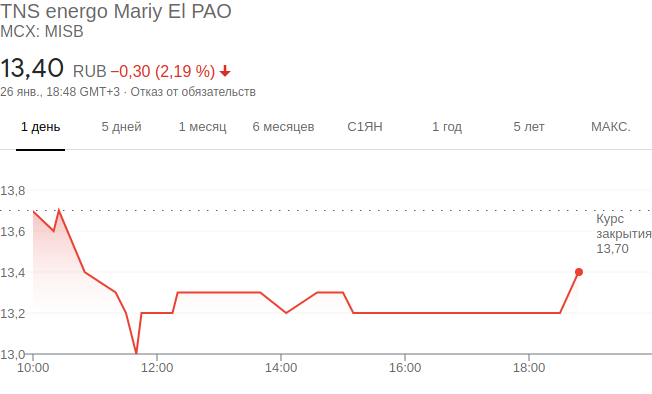 TNS energo Mariy El PAO
MCX: MISB
13,40 RUB −0,30 (2,19 %)
26 янв., 18:48 GMT+3 · Отказ от обязательств
1 день 5 дней 1 месяц 6 месяцев С1ЯН 1 год 5 лет МАКС.
13,8
13,6
13,4
13,2
13,0
Курс
закрытия
13,70
10:00 12:00 14:00 16:00 18:00